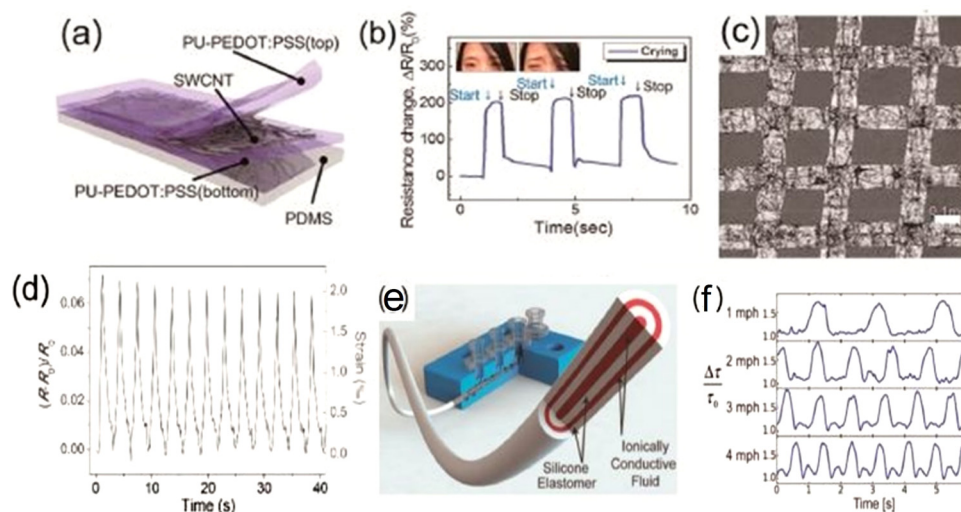 (a)
PU-PEDOT:PSS(top)
SWCNT
PU-PEDOT:PSS(bottom)
PDMS
(b)
Resistance change, ΔR/R₀(%)
300
200
100
0
Crying
Start↓ ↓Stop
Start↓ ↓Stop
Start↓ ↓Stop
0 5 10
Time(sec)
(c)
(d)
(R-R₀)/R₀
0.06
0.04
0.02
0.00
2.0
1.5
1.0
0.5
0.0
0 10 20 30 40
Time (s)
(e)
Silicone
Elastomer
Ionically
Conductive
Fluid
(f)
Δτ
τ₀
1 mph 1.5
1.0
2 mph 1.5
1.0
3 mph 1.5
1.0
4 mph 1.5
1.0
0 1 2 3 4 5
Time [s]